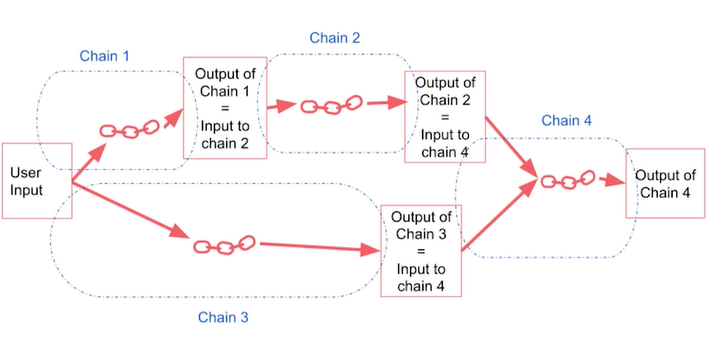 Chain 1
Chain 2
Output of
Chain 1
=
Input to
chain 2
Output of
Chain 2
=
Input to
chain 4
Chain 4
User
Input
Output of
Chain 4
Output of
Chain 3
=
Input to
chain 4
Chain 3